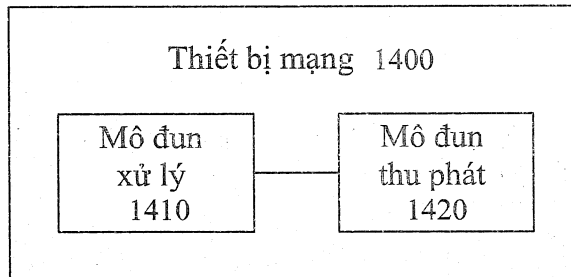 Thiết bị mạng 1400
Mô đun
xử lý
1410
Mô đun
thu phát
1420